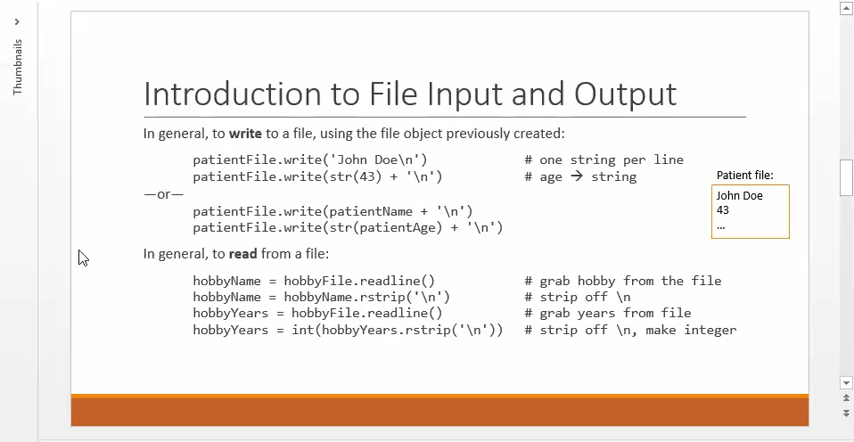 Thumbnails
Introduction to File Input and Output
In general, to write to a file, using the file object previously created:
patientFile.write('John Doe\n') # one string per line
patientFile.write(str(43) + '\n') # age → string
—or—
patientFile.write(patientName + '\n')
patientFile.write(str(patientAge) + '\n')
Patient file:
John Doe
43
...
In general, to read from a file:
hobbyName = hobbyFile.readline() # grab hobby from the file
hobbyName = hobbyName.rstrip('\n') # strip off \n
hobbyYears = hobbyFile.readline() # grab years from file
hobbyYears = int(hobbyYears.rstrip('\n')) # strip off \n, make integer